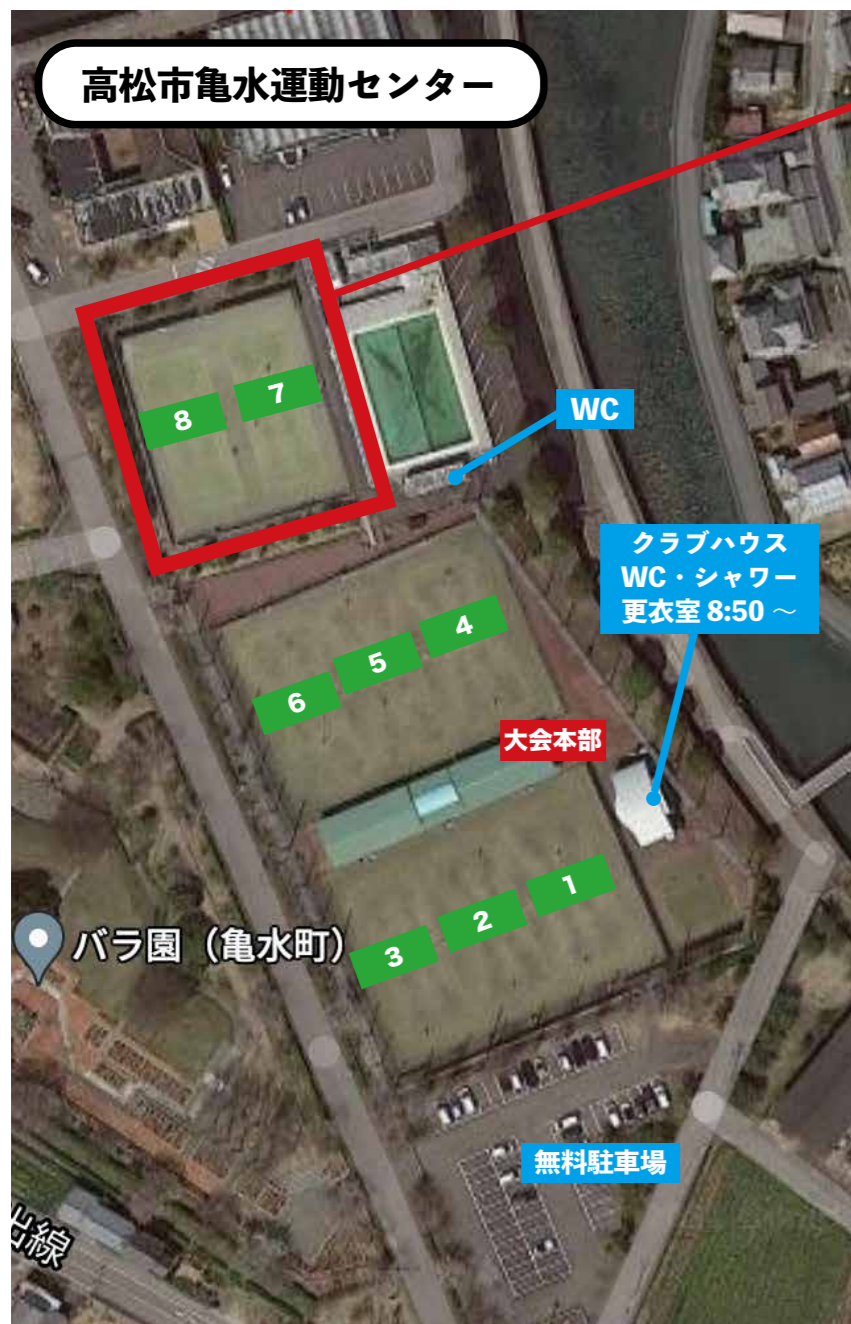 高松市亀水運動センター
8
7
WC
クラブハウス
WC・シャワー
更衣室 8:50 ～
4
5
6
大会本部
1
2
3
バラ園（亀水町）
無料駐車場
出線